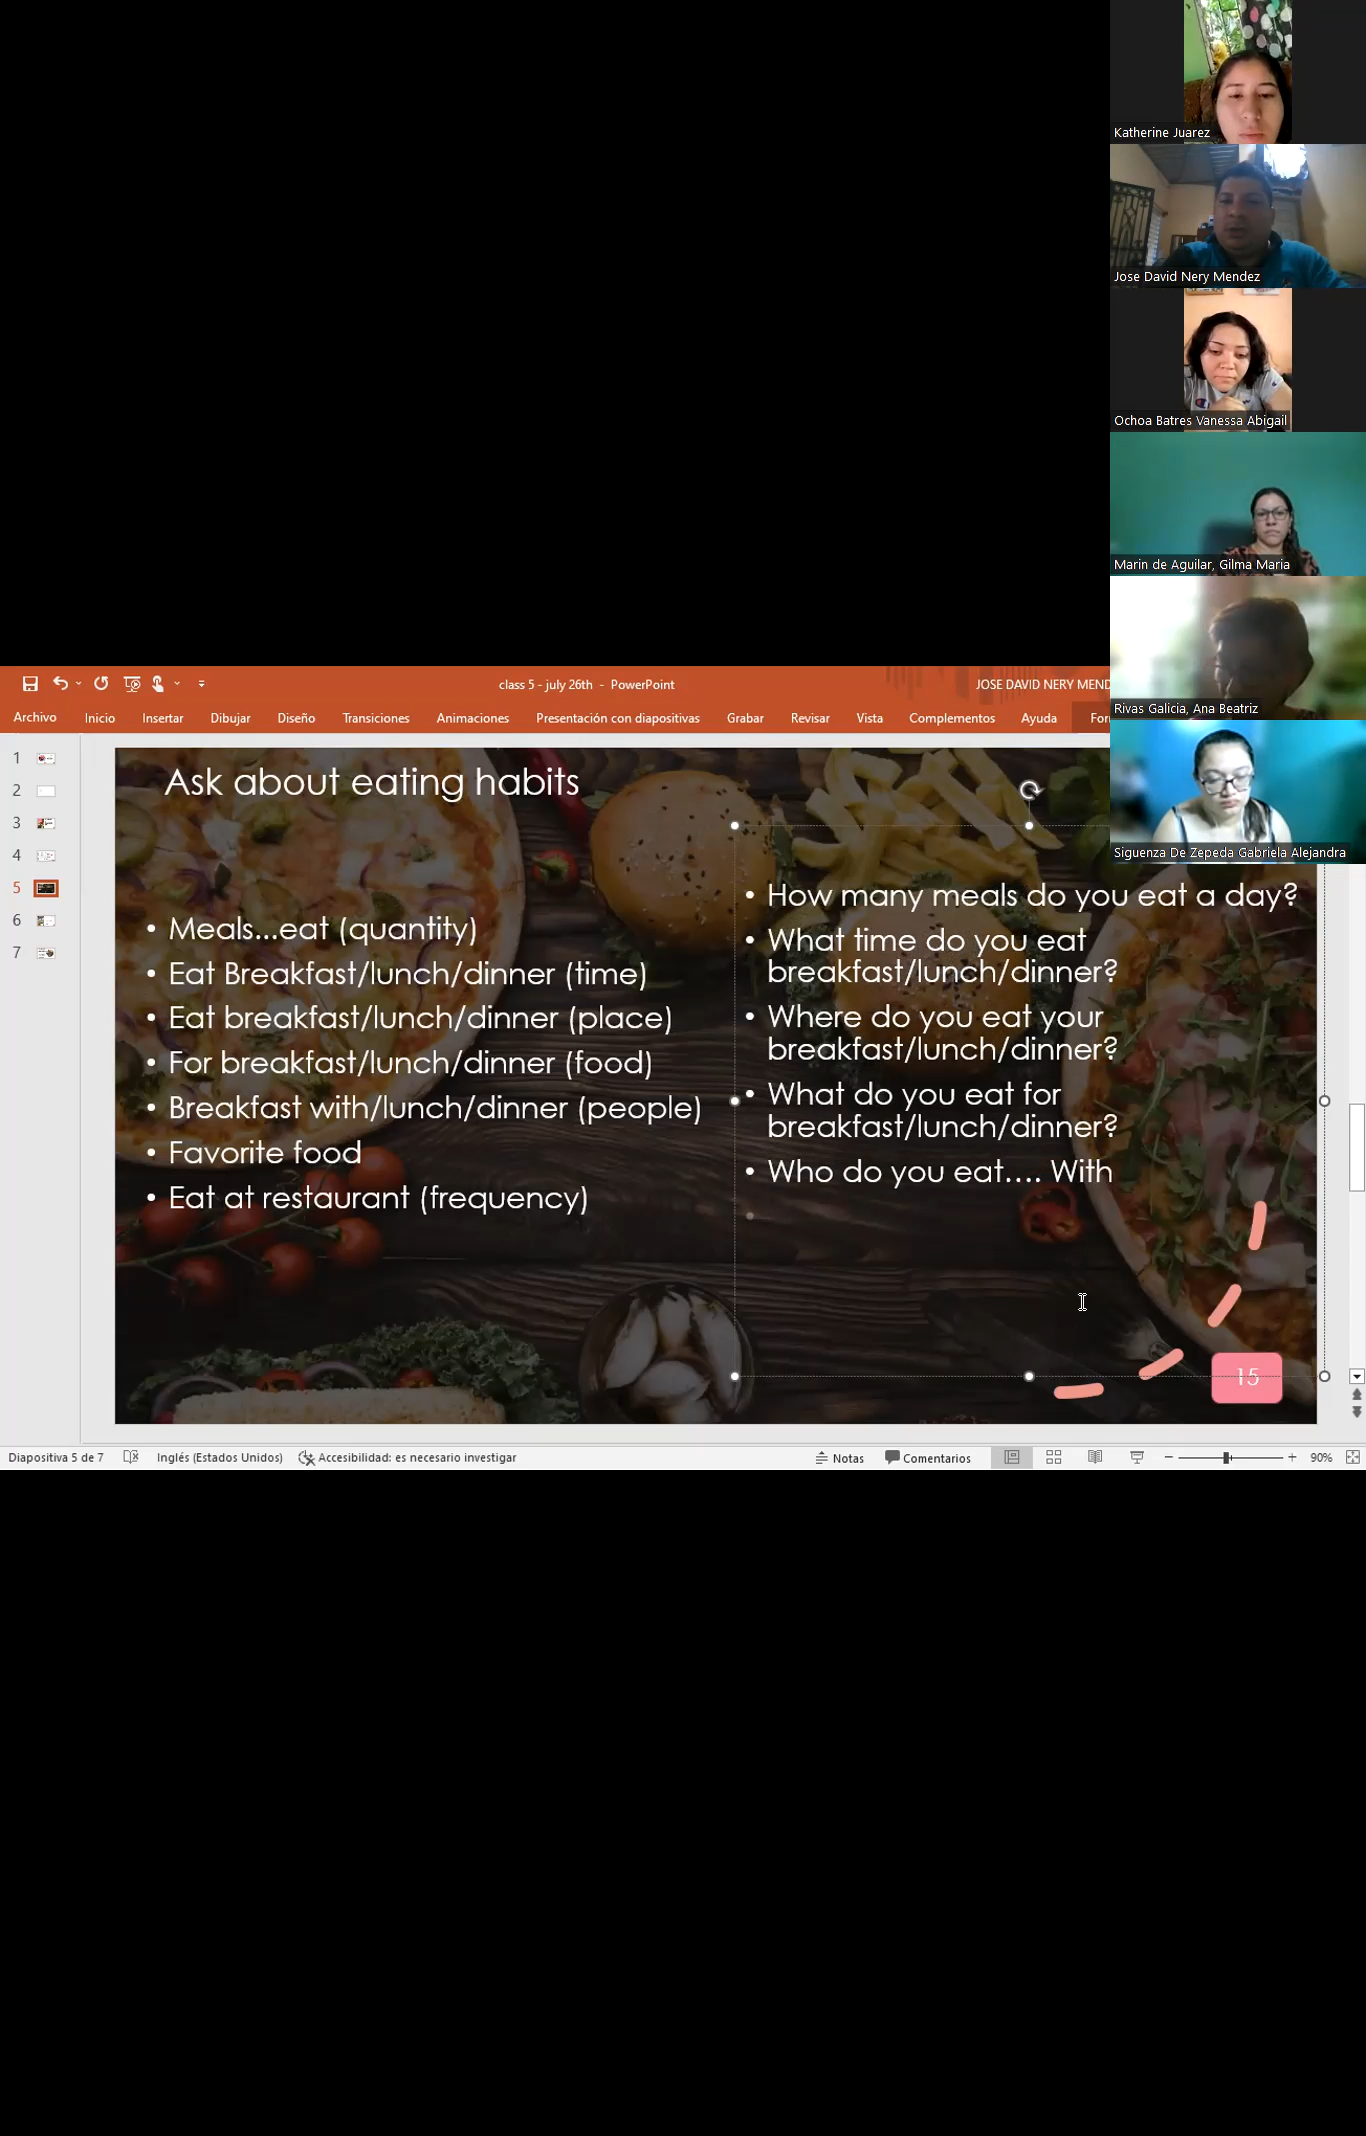 Katherine Juarez
Jose David Nery Mendez
Ochoa Batres Vanessa Abigail
Marin de Aguilar, Gilma Maria
Rivas Galicia, Ana Beatriz
Siguenza De Zepeda Gabriela Alejandra
class 5 - july 26th - PowerPoint
JOSE DAVID NERY MEND
Archivo Inicio Insertar Dibujar Diseño Transiciones Animaciones Presentación con diapositivas Grabar Revisar Vista Complementos Ayuda For
1
2
3
4
5
6
7
Ask about eating habits
• Meals...eat (quantity)
• Eat Breakfast/lunch/dinner (time)
• Eat breakfast/lunch/dinner (place)
• For breakfast/lunch/dinner (food)
• Breakfast with/lunch/dinner (people)
• Favorite food
• Eat at restaurant (frequency)
• How many meals do you eat a day?
• What time do you eat
breakfast/lunch/dinner?
• Where do you eat your
breakfast/lunch/dinner?
• What do you eat for
breakfast/lunch/dinner?
• Who do you eat.... With
15
Diapositiva 5 de 7 Inglés (Estados Unidos) Accesibilidad: es necesario investigar Notas Comentarios 90%